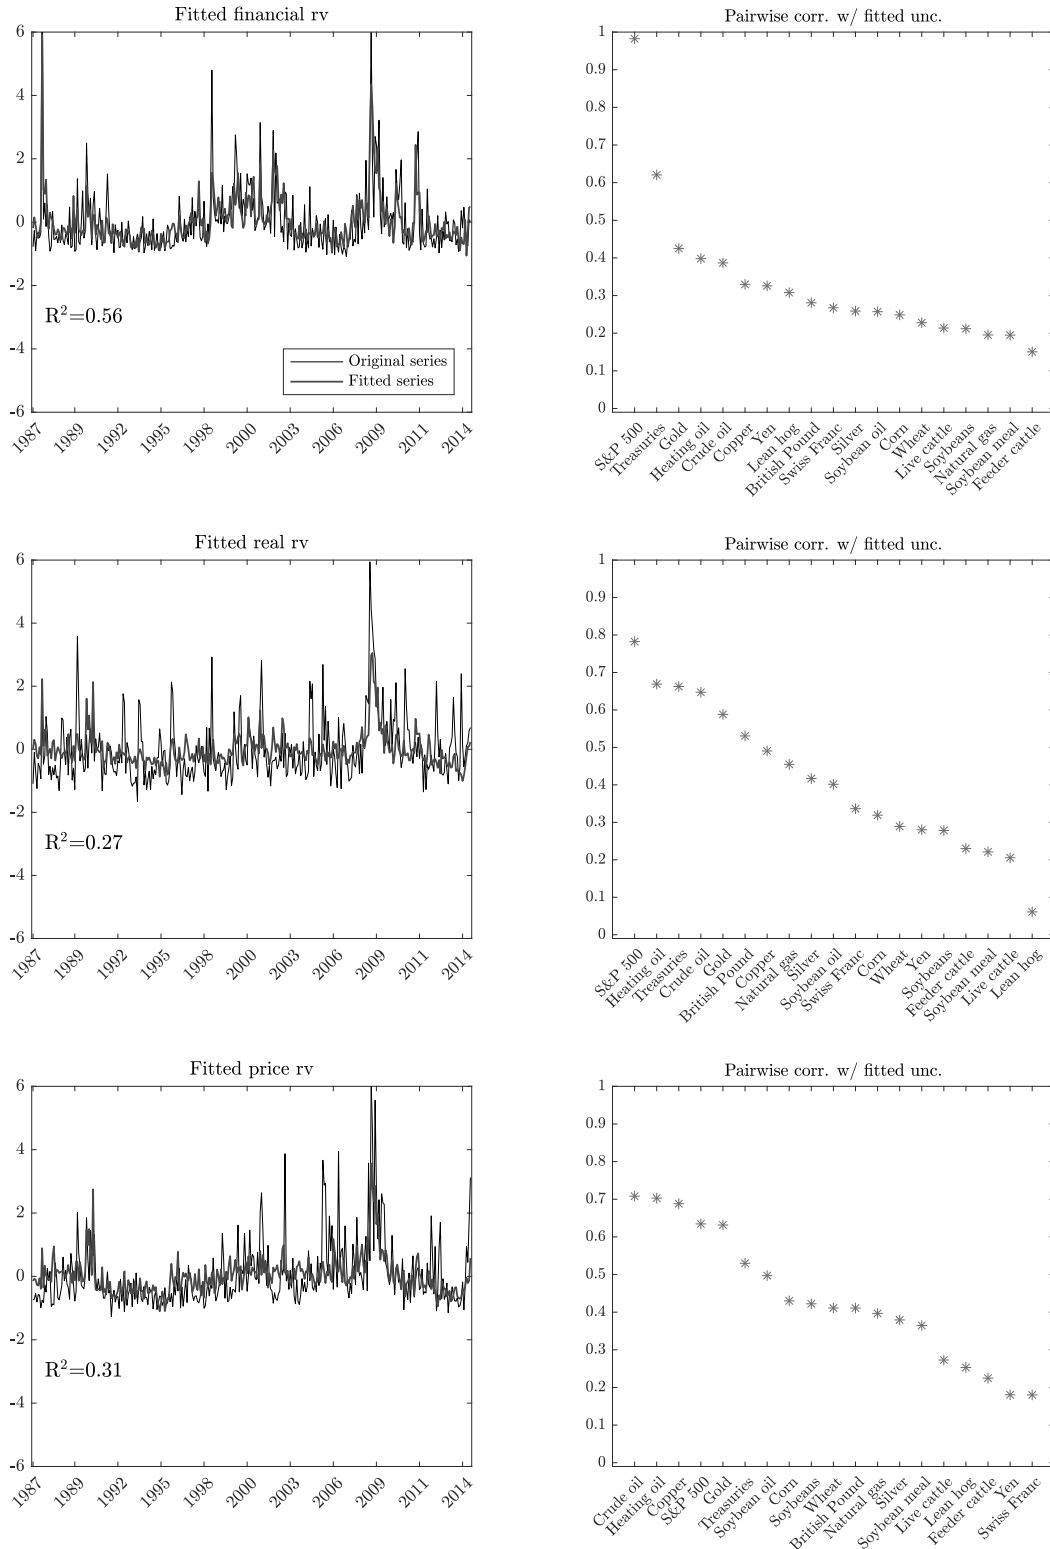 Fitted financial rv
6
4
2
0
-2
-4
-6
R²=0.56
Original series
Fitted series
1987
1989
1992
1995
1998
2000
2003
2006
2009
2011
2014
Pairwise corr. w/ fitted unc.
1
0.9
0.8
0.7
0.6
0.5
0.4
0.3
0.2
0.1
0
S&P 500
Treasuries
Gold
Heating oil
Crude oil
Copper
Yen
Lean hog
British Pound
Swiss Franc
Silver
Soybean oil
Corn
Wheat
Live cattle
Soybeans
Natural gas
Soybean meal
Feeder cattle
Fitted real rv
6
4
2
0
-2
-4
-6
R²=0.27
1987
1989
1992
1995
1998
2000
2003
2006
2009
2011
2014
Pairwise corr. w/ fitted unc.
1
0.9
0.8
0.7
0.6
0.5
0.4
0.3
0.2
0.1
0
S&P 500
Heating oil
Treasuries
Crude oil
Gold
British Pound
Copper
Natural gas
Silver
Soybean oil
Swiss Franc
Corn
Wheat
Yen
Soybeans
Feeder cattle
Soybean meal
Live cattle
Lean hog
Fitted price rv
6
4
2
0
-2
-4
-6
R²=0.31
1987
1989
1992
1995
1998
2000
2003
2006
2009
2011
2014
Pairwise corr. w/ fitted unc.
1
0.9
0.8
0.7
0.6
0.5
0.4
0.3
0.2
0.1
0
Crude oil
Heating oil
Copper
S&P 500
Gold
Treasuries
Soybean oil
Corn
Soybeans
Wheat
British Pound
Natural gas
Silver
Soybean meal
Live cattle
Lean hog
Feeder cattle
Yen
Swiss Franc